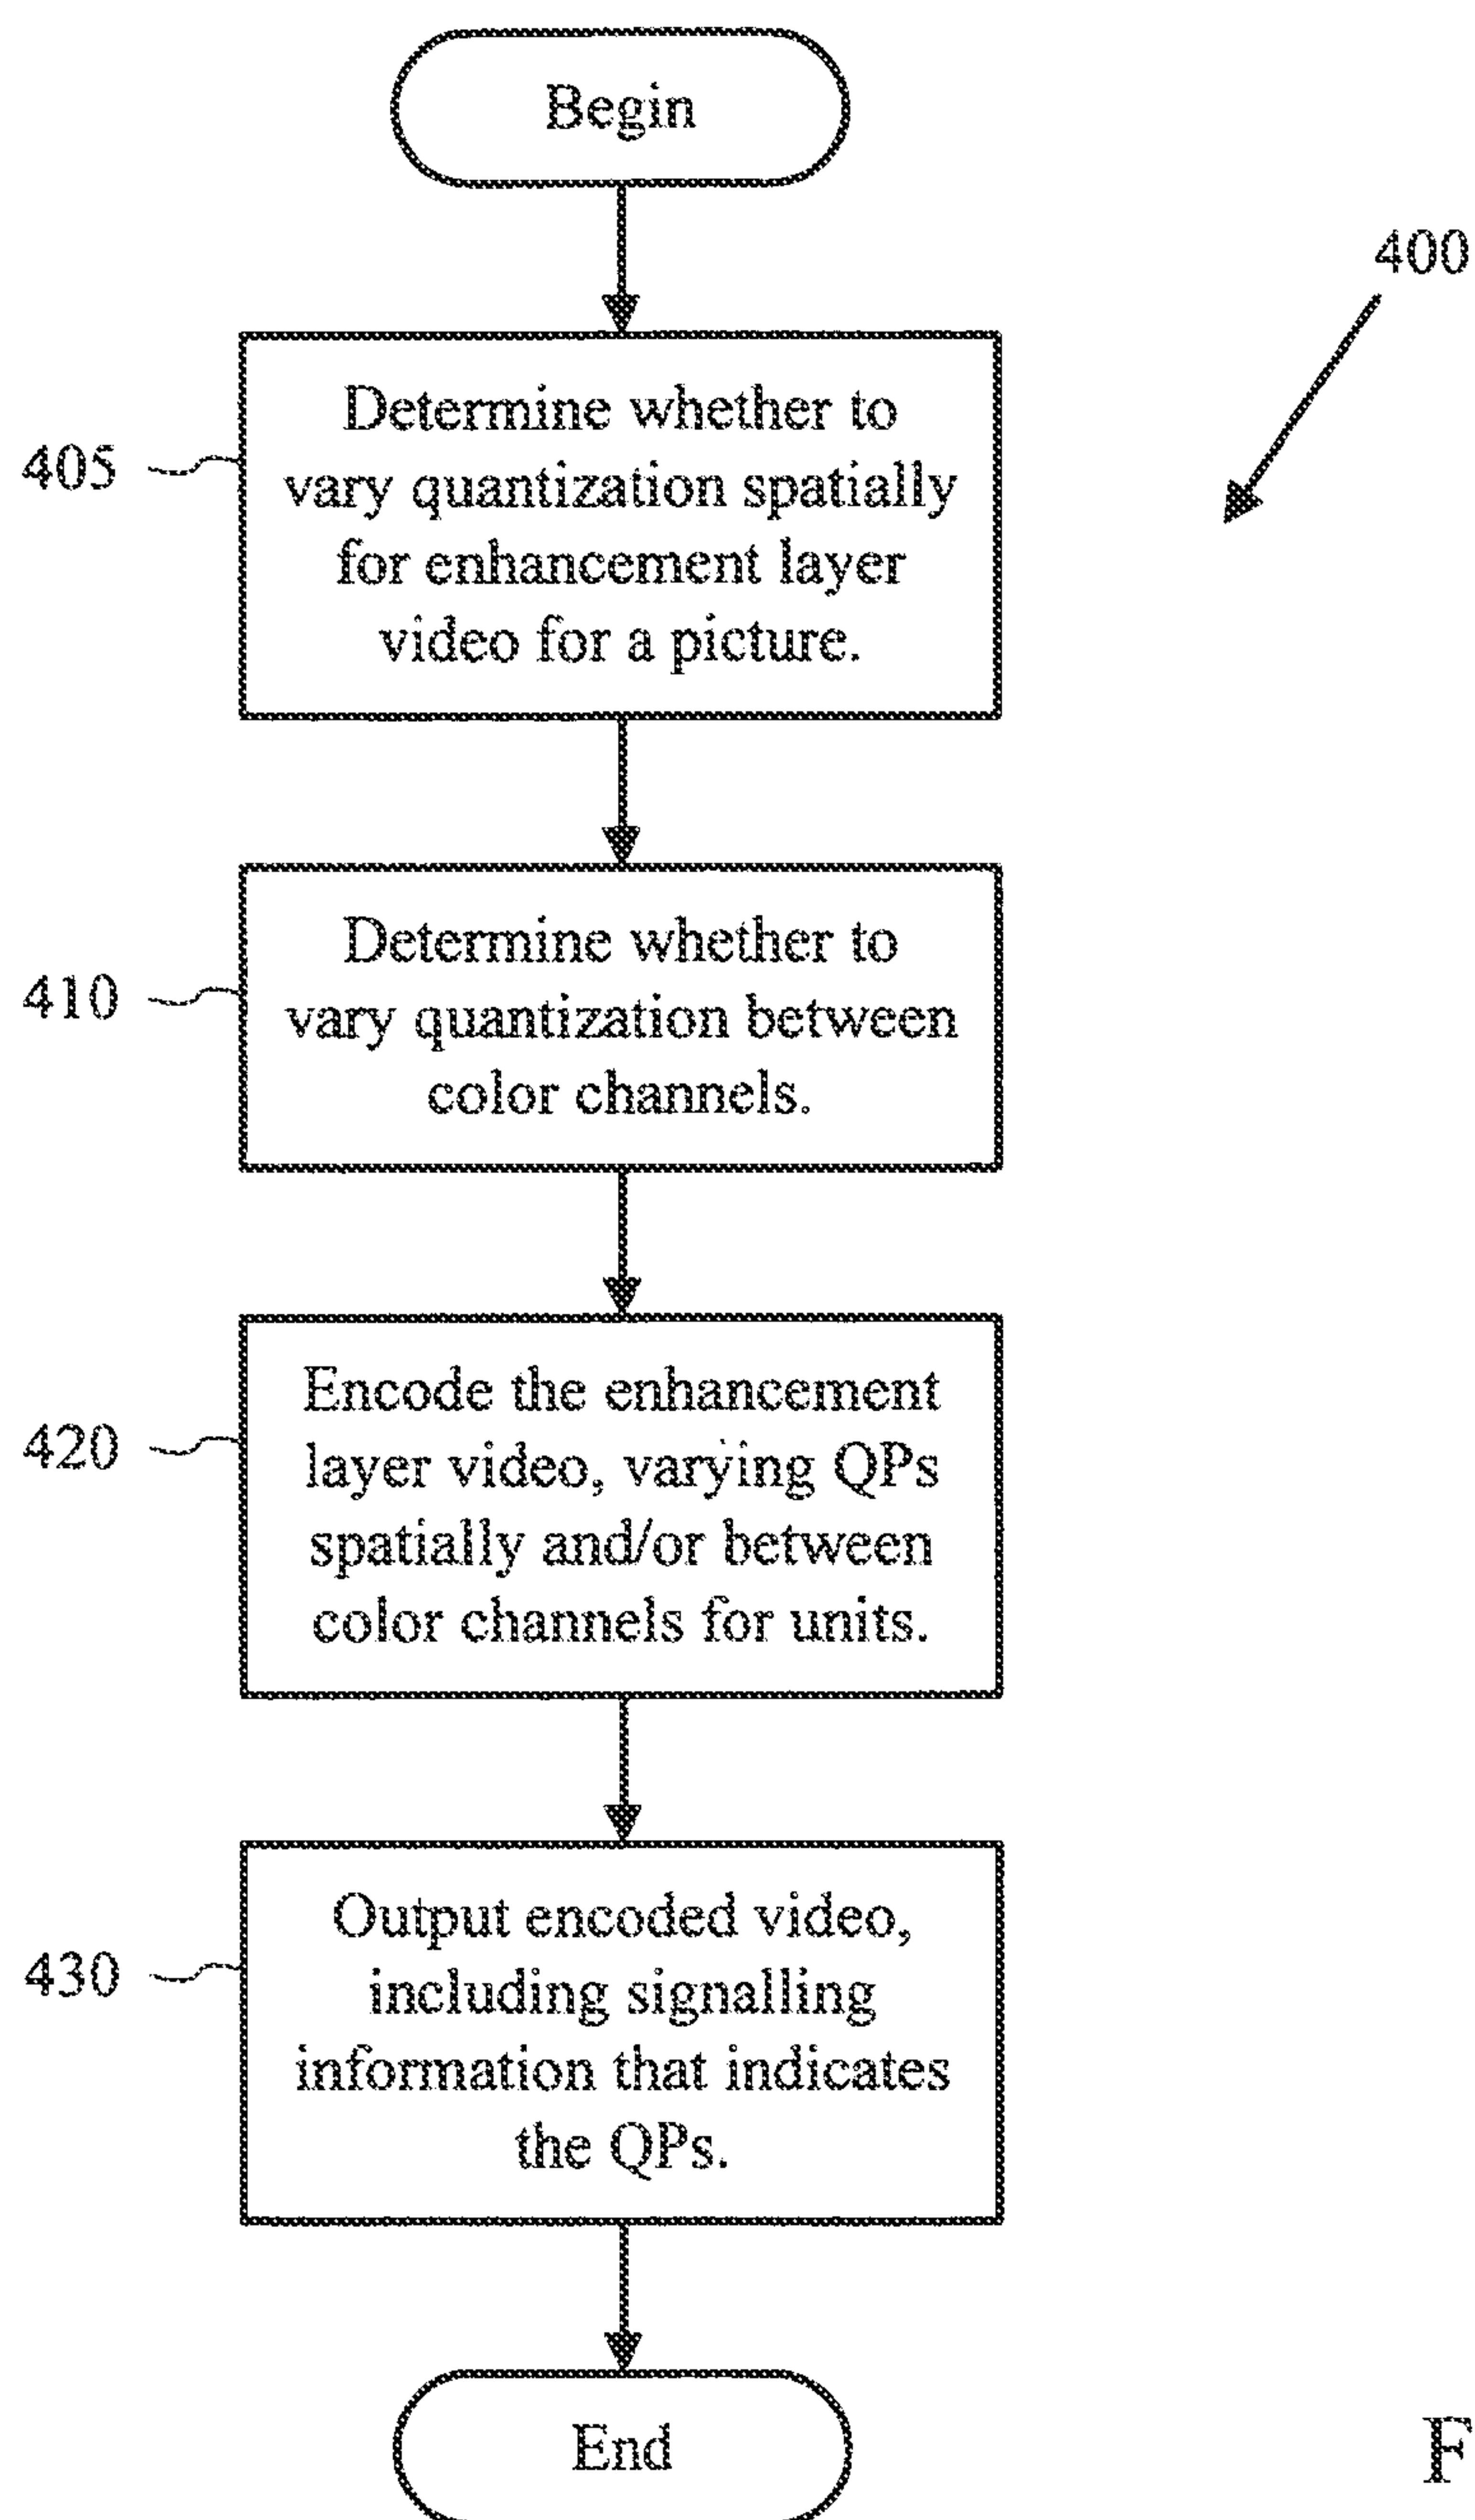 Begin
400
405
Determine whether to
vary quantization spatially
for enhancement layer
video for a picture.
410
Determine whether to
vary quantization between
color channels.
420
Encode the enhancement
layer video, varying QPs
spatially and/or between
color channels for units.
430
Output encoded video,
including signalling
information that indicates
the QPs.
End
F